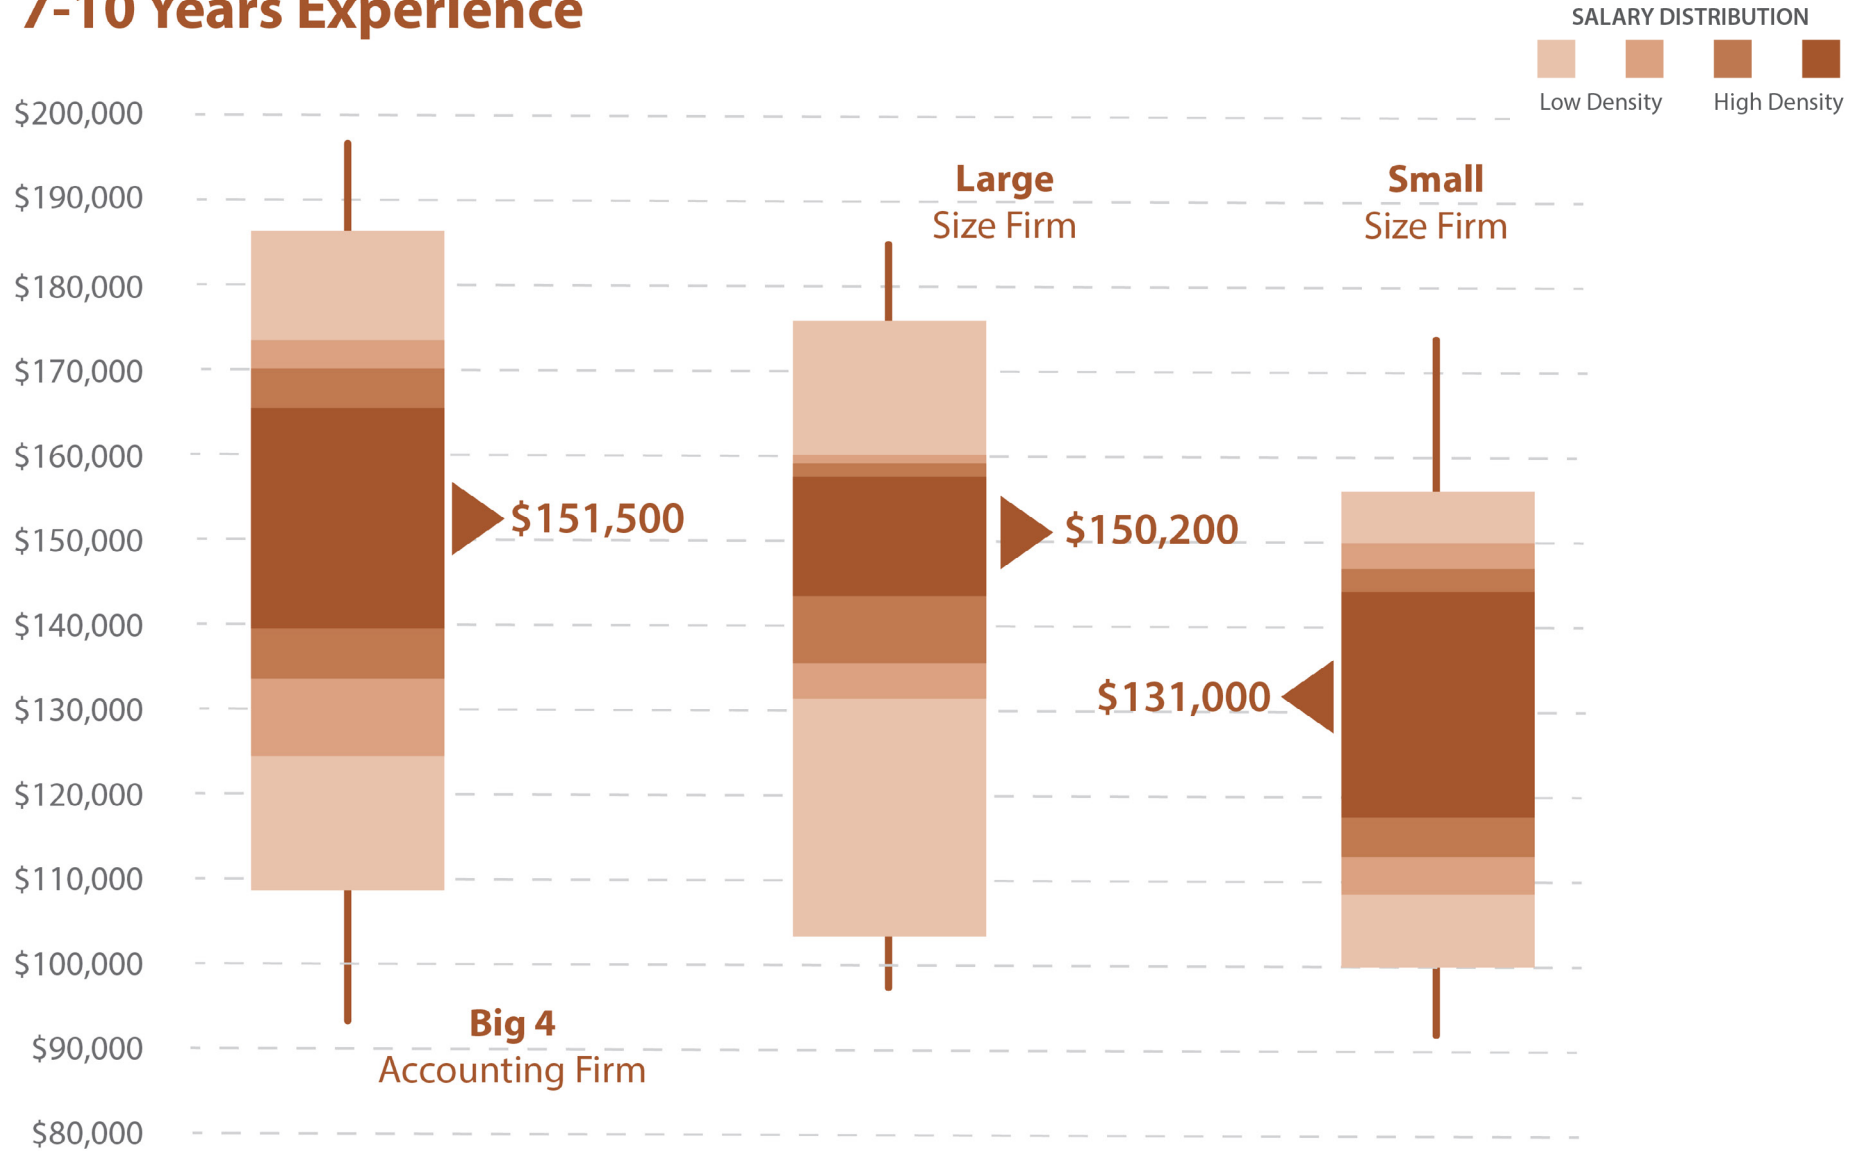 7-10 Years Experience
SALARY DISTRIBUTION
Low Density
High Density
$200,000
$190,000
$180,000
$170,000
$160,000
$150,000
$140,000
$130,000
$120,000
$110,000
$100,000
$90,000
$80,000
Large
Size Firm
Small
Size Firm
$151,500
$150,200
$131,000
Big 4
Accounting Firm